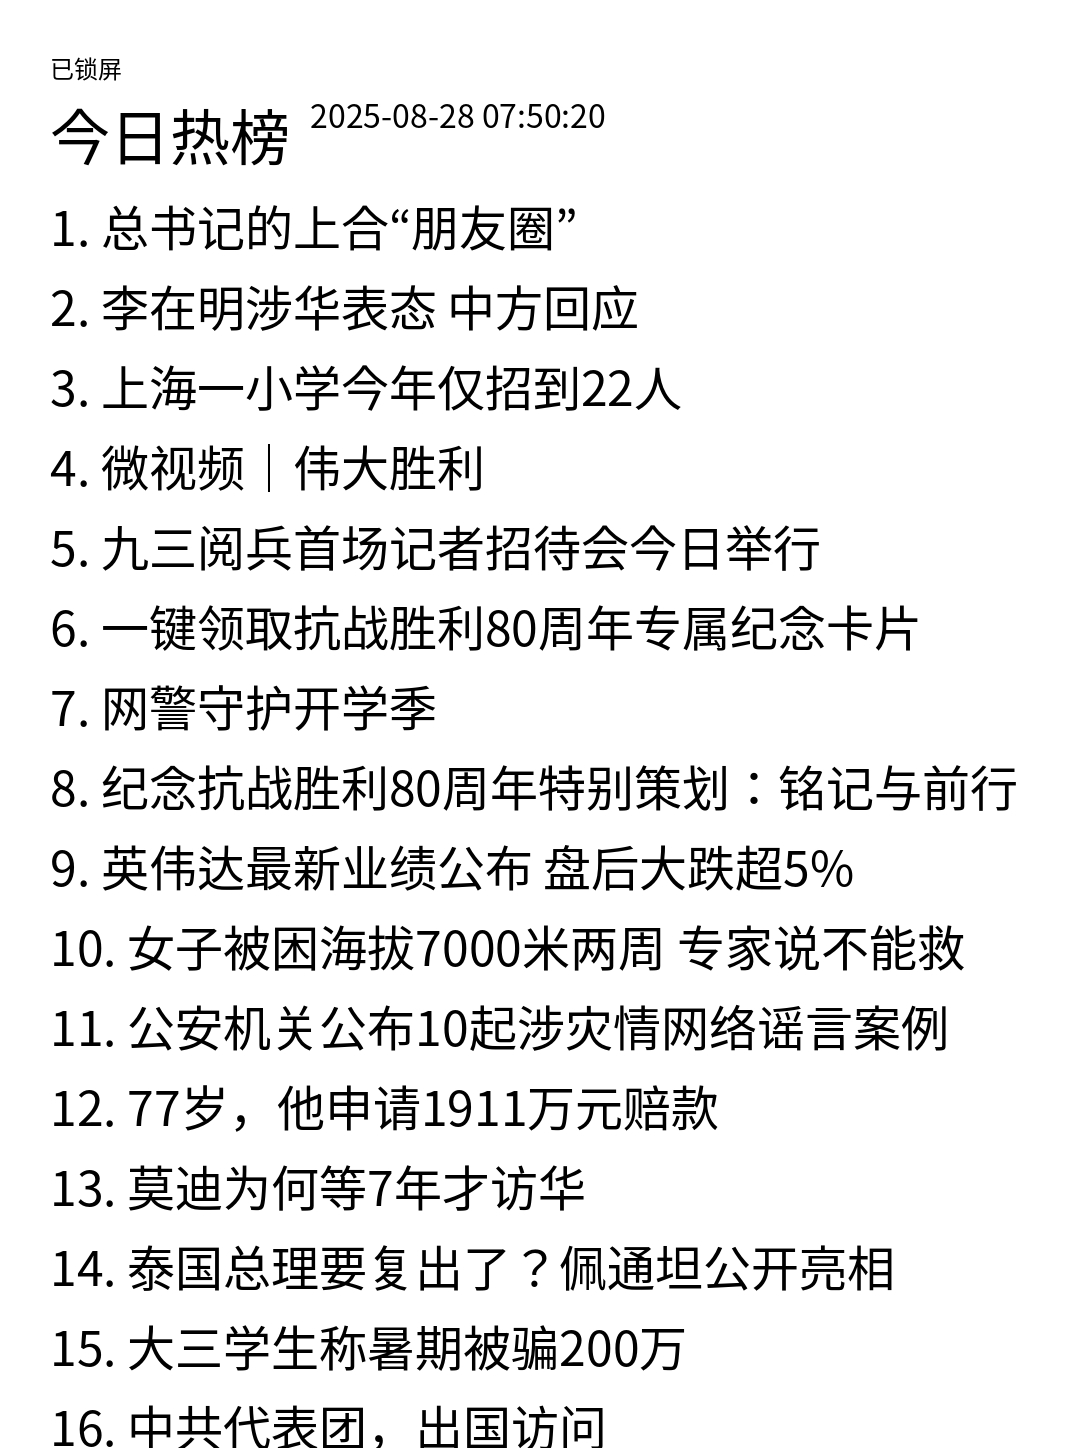 已锁屏
今日热榜 2025-08-28 07:50:20
1. 总书记的上合“朋友圈”
2. 李在明涉华表态 中方回应
3. 上海一小学今年仅招到22人
4. 微视频｜伟大胜利
5. 九三阅兵首场记者招待会今日举行
6. 一键领取抗战胜利80周年专属纪念卡片
7. 网警守护开学季
8. 纪念抗战胜利80周年特别策划：铭记与前行
9. 英伟达最新业绩公布 盘后大跌超5%
10. 女子被困海拔7000米两周 专家说不能救
11. 公安机关公布10起涉灾情网络谣言案例
12. 77岁，他申请1911万元赔款
13. 莫迪为何等7年才访华
14. 泰国总理要复出了？佩通坦公开亮相
15. 大三学生称暑期被骗200万
16. 中共代表团，出国访问